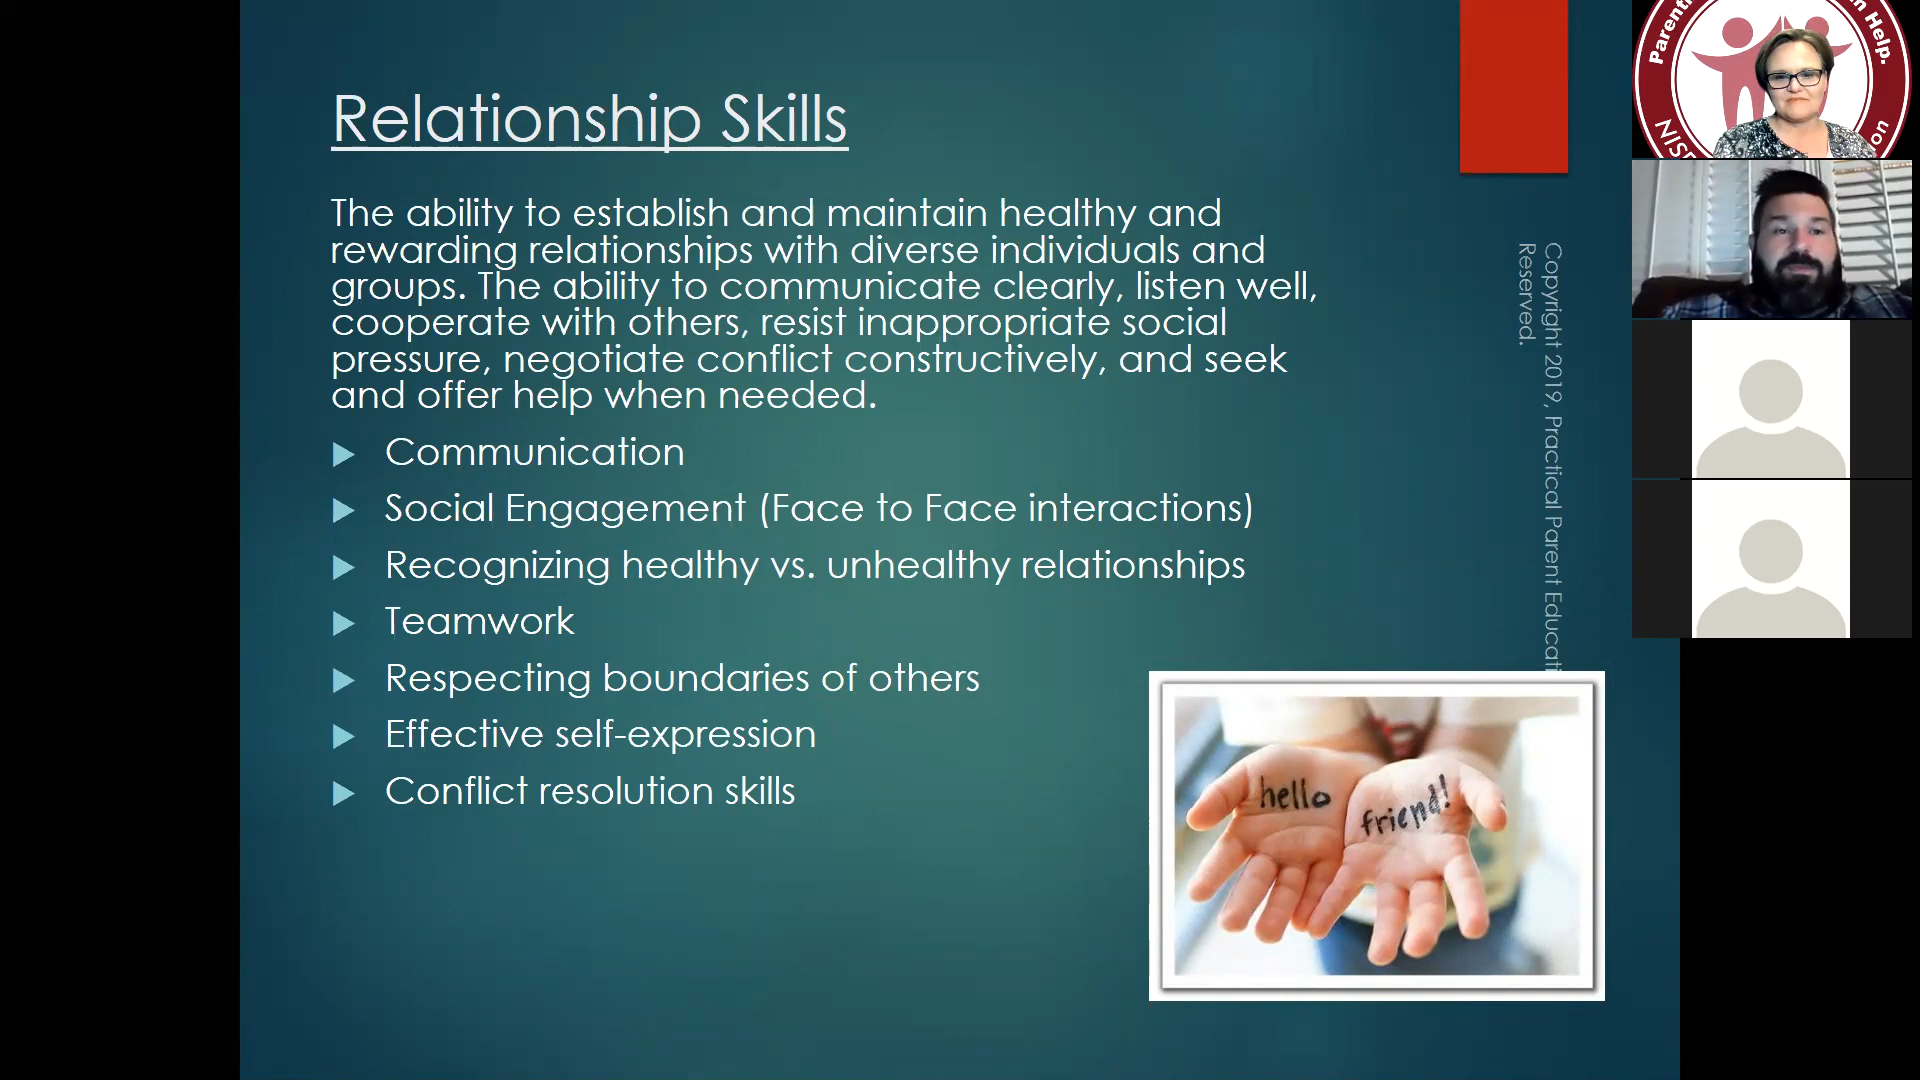 Relationship Skills
The ability to establish and maintain healthy and
rewarding relationships with diverse individuals and
groups. The ability to communicate clearly, listen well,
cooperate with others, resist inappropriate social
pressure, negotiate conflict constructively, and seek
and offer help when needed.
Communication
Social Engagement (Face to Face interactions)
Recognizing healthy vs. unhealthy relationships
Teamwork
Respecting boundaries of others
Effective self-expression
Conflict resolution skills
Copyright 2019, Practical Parent Educati
Reserved.
hello
friend!
Help.